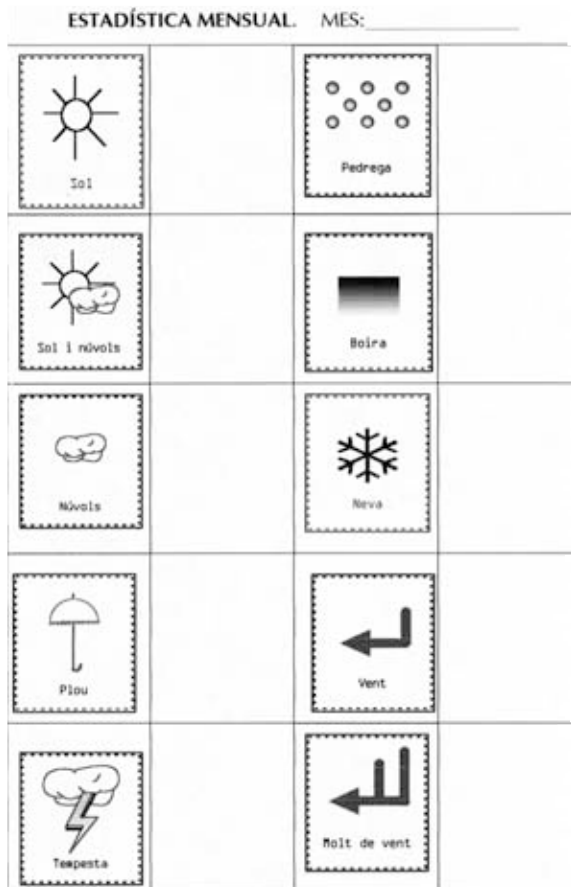 ESTADÍSTICA MENSUAL. MES:
Sol
Pedrega
Sol i núvols
Boira
Núvols
Neva
Plou
Vent
Tempesta
Molt de vent